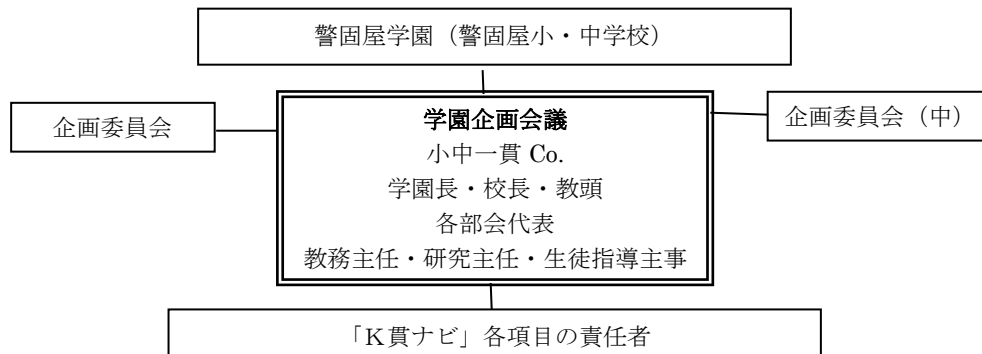 警固屋学園（警固屋小・中学校）
企画委員会
学園企画会議
小中一貫 Co.
学園長・校長・教頭
各部会代表
教務主任・研究主任・生徒指導主事
企画委員会（中）
「Ｋ貫ナビ」各項目の責任者